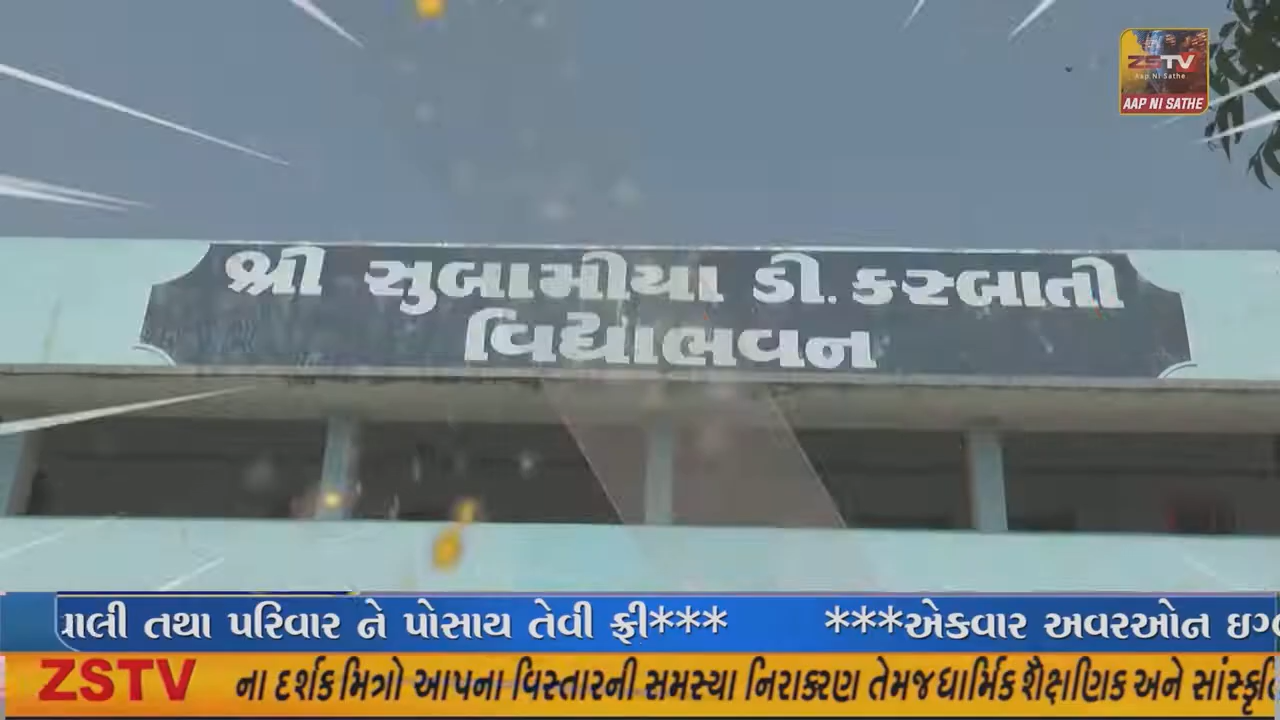 ZSTV
Aap Ni Sathe
AAP NI SATHE
શ્રી સુબામીયા ડી. કરબાતી
વિદ્યાભવન
તથા પરિવાર ને પોસાય તેવી ફ્રી*** ***એકવાર અવરઓન
ZSTV ના દર્શક મિત્રો આપના વિસ્તારની સમસ્યા નિરાકરણ તેમજ ધાર્મિક શૈક્ષણિક અને